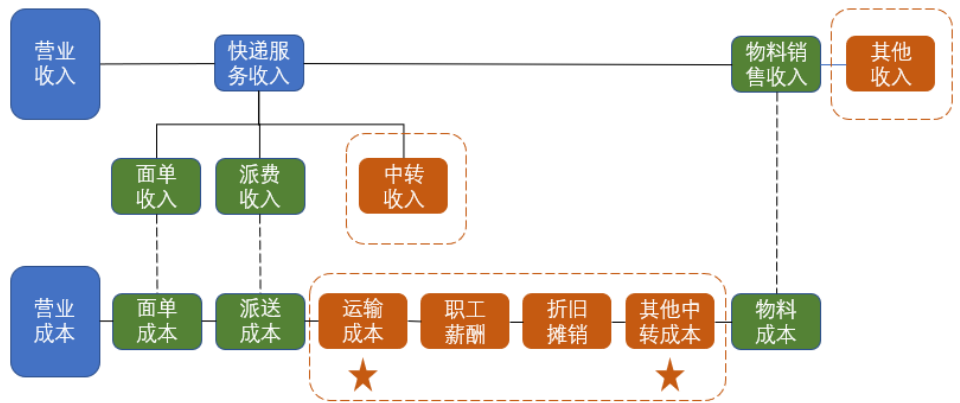 营业
收入
快递服
务收入
物料销
售收入
其他
收入
面单
收入
派费
收入
中转
收入
营业
成本
面单
成本
派送
成本
运输
成本
职工
薪酬
折旧
摊销
其他中
转成本
物料
成本